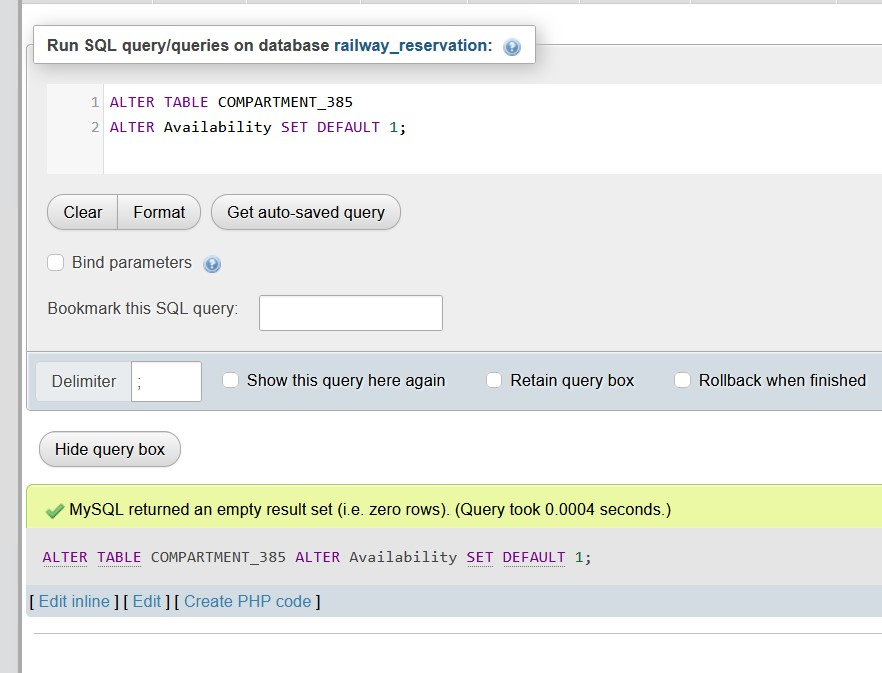 Run SQL query/queries on database railway_reservation:
1 ALTER TABLE COMPARTMENT_385
2 ALTER Availability SET DEFAULT 1;
Clear Format Get auto-saved query
Bind parameters
Bookmark this SQL query:
Delimiter ; Show this query here again Retain query box Rollback when finished
Hide query box
MySQL returned an empty result set (i.e. zero rows). (Query took 0.0004 seconds.)
ALTER TABLE COMPARTMENT_385 ALTER Availability SET DEFAULT 1;
[ Edit inline ] [ Edit ] [ Create PHP code ]